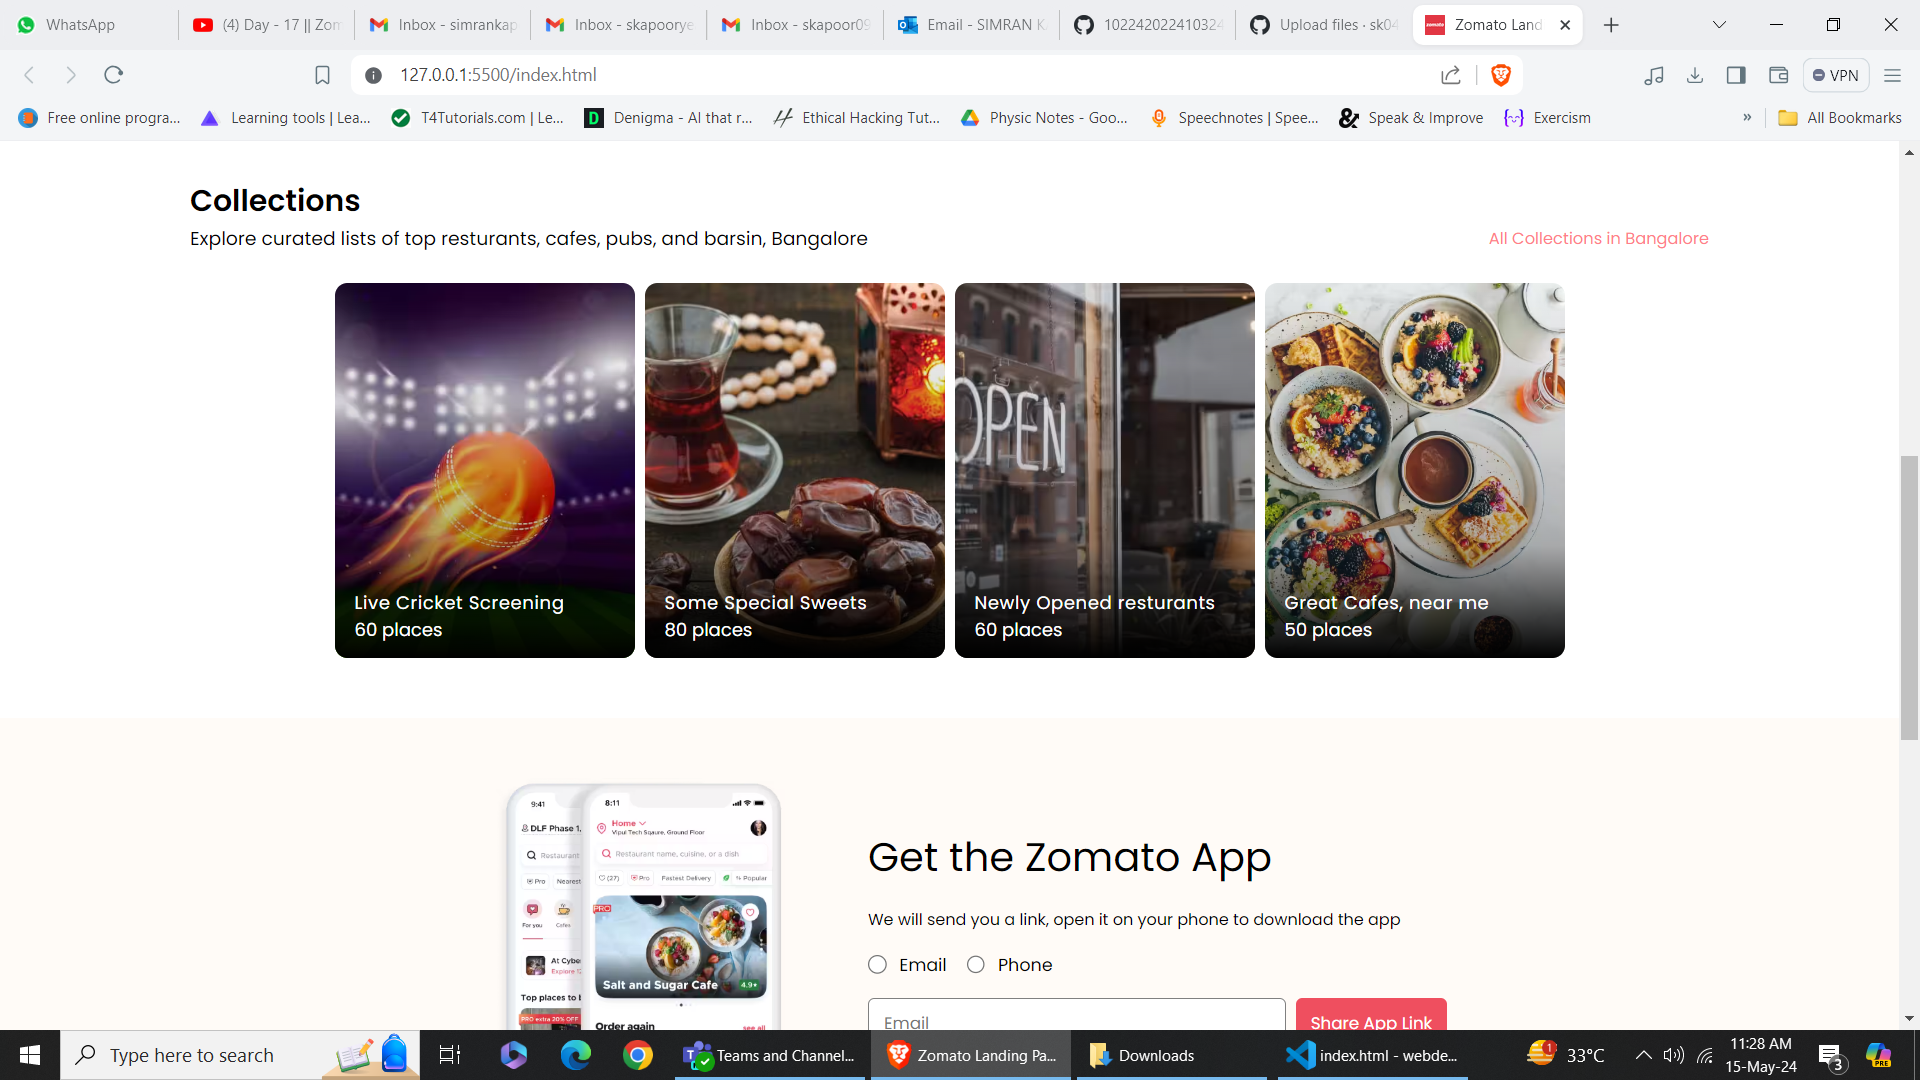 WhatsApp
(4) Day - 17 || Zom
Inbox - simrankap
Inbox - skapoorye
Inbox - skapoor09
Email - SIMRAN K
102242022410324
Upload files · sk04
zomato
Zomato Land
127.0.0.1:5500/index.html
VPN
Free online progra...
Learning tools | Lea...
T4Tutorials.com | Le...
D
Denigma - AI that r...
Ethical Hacking Tut...
Physic Notes - Goo...
Speechnotes | Spee...
Speak & Improve
Exercism
»
All Bookmarks
Collections
Explore curated lists of top resturants, cafes, pubs, and barsin, Bangalore
All Collections in Bangalore
OPEN
Live Cricket Screening
60 places
Some Special Sweets
80 places
Newly Opened resturants
60 places
Great Cafes, near me
50 places
9:41
DLF Phase 1,
Restaurant
Pro
Nearest
For you
Cafes
At Cybe
Explore
Top places to
PRO extra 20% OFF
8:11
Home
Vipul Tech Sqaure, Ground Floor
Restaurant name, cuisine, or a dish
(27)
Pro
Fastest Delivery
Popular
PRO
Salt and Sugar Cafe
4.9★
Order again
see all
Get the Zomato App
We will send you a link, open it on your phone to download the app
Email
Phone
Email
Share App Link
Type here to search
Teams and Channel...
Zomato Landing Pa...
Downloads
index.html - webde...
1
33°C
11:28 AM
15-May-24
3
PRE